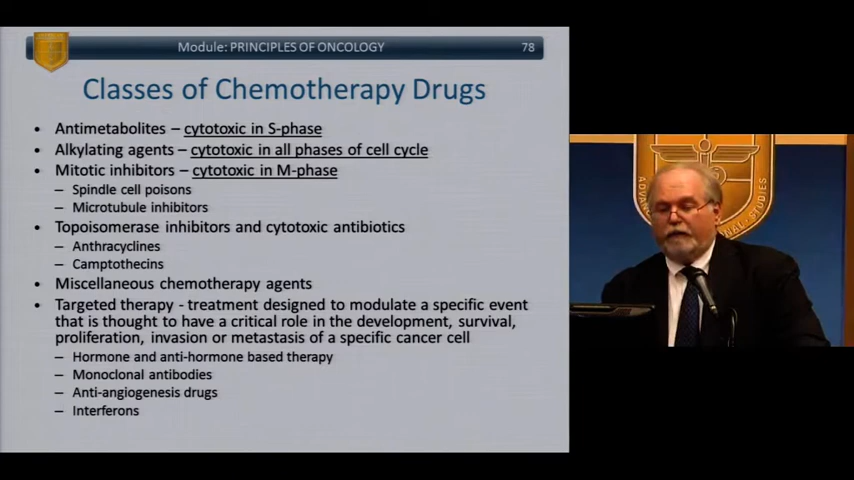 Module: PRINCIPLES OF ONCOLOGY
78
Classes of Chemotherapy Drugs
• Antimetabolites – cytotoxic in S-phase
• Alkylating agents – cytotoxic in all phases of cell cycle
• Mitotic inhibitors – cytotoxic in M-phase
– Spindle cell poisons
– Microtubule inhibitors
• Topoisomerase inhibitors and cytotoxic antibiotics
– Anthracyclines
– Camptothecins
• Miscellaneous chemotherapy agents
• Targeted therapy - treatment designed to modulate a specific event
that is thought to have a critical role in the development, survival,
proliferation, invasion or metastasis of a specific cancer cell
– Hormone and anti-hormone based therapy
– Monoclonal antibodies
– Anti-angiogenesis drugs
– Interferons
STUDIES